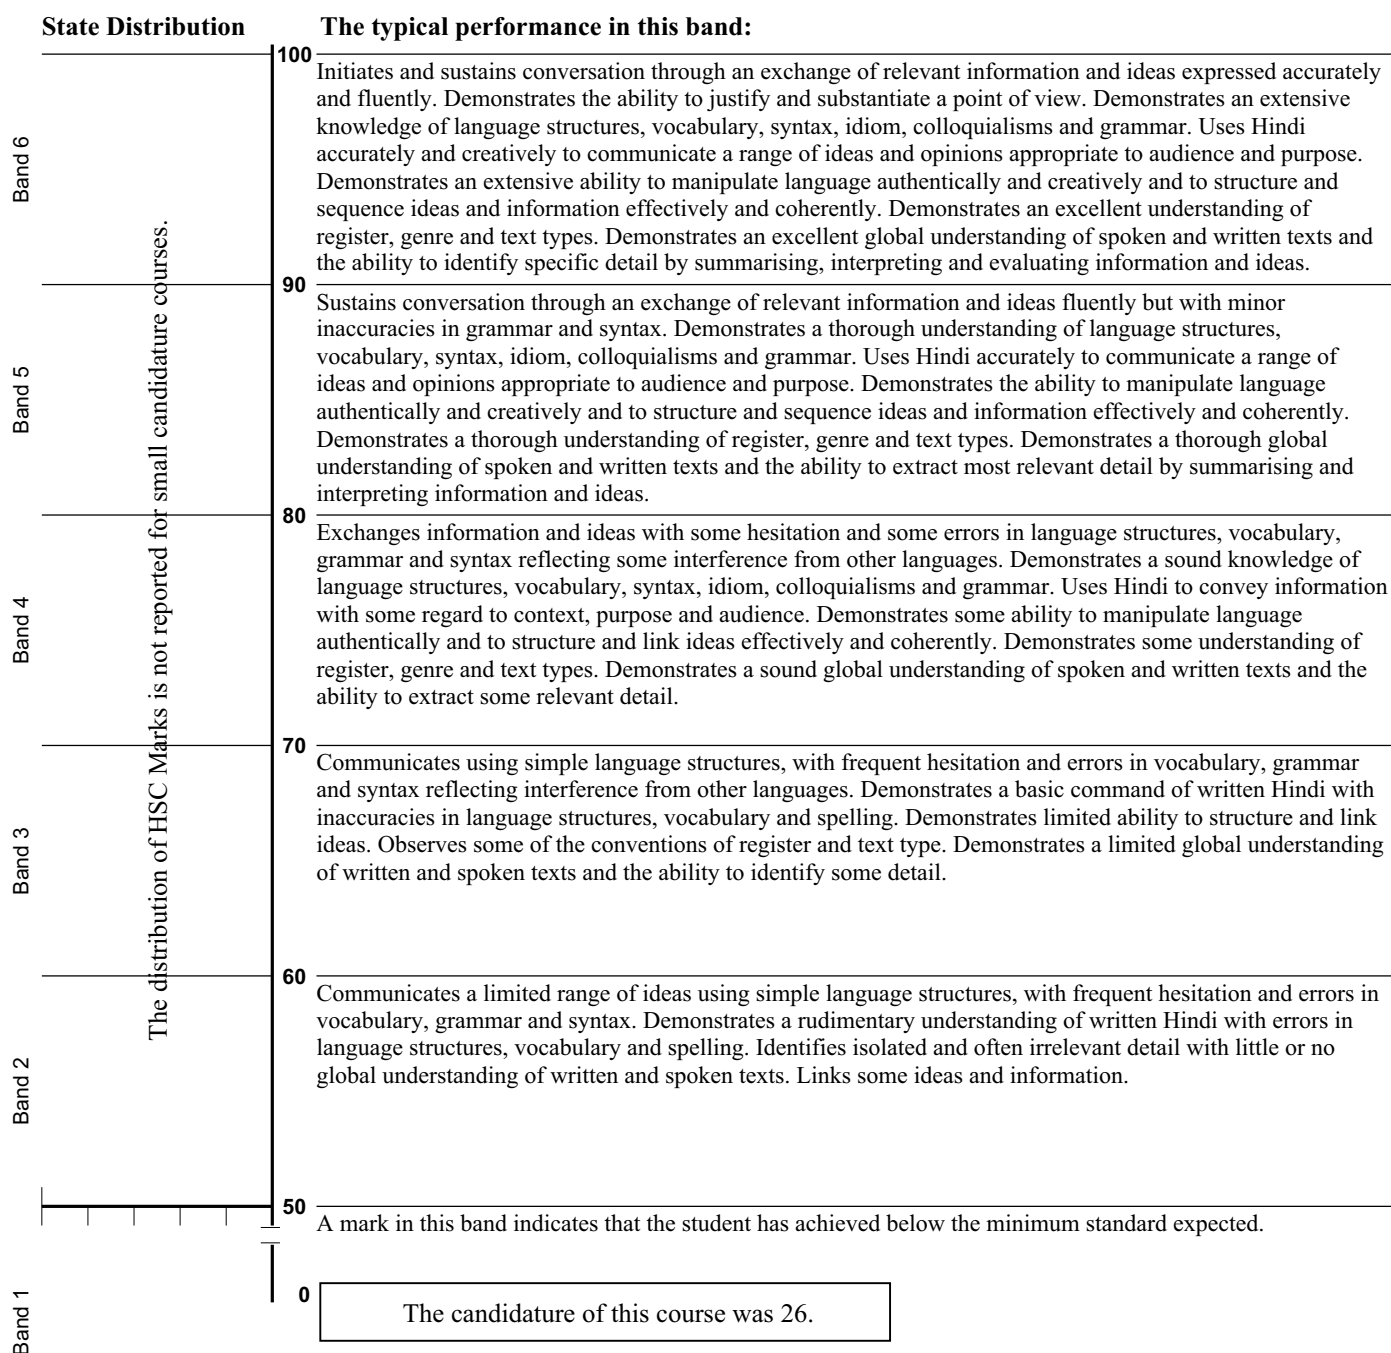 State Distribution
The typical performance in this band:
100
Band 6
Initiates and sustains conversation through an exchange of relevant information and ideas expressed accurately
and fluently. Demonstrates the ability to justify and substantiate a point of view. Demonstrates an extensive
knowledge of language structures, vocabulary, syntax, idiom, colloquialisms and grammar. Uses Hindi
accurately and creatively to communicate a range of ideas and opinions appropriate to audience and purpose.
Demonstrates an extensive ability to manipulate language authentically and creatively and to structure and
sequence ideas and information effectively and coherently. Demonstrates an excellent understanding of
register, genre and text types. Demonstrates an excellent global understanding of spoken and written texts and
the ability to identify specific detail by summarising, interpreting and evaluating information and ideas.
90
Band 5
Sustains conversation through an exchange of relevant information and ideas fluently but with minor
inaccuracies in grammar and syntax. Demonstrates a thorough understanding of language structures,
vocabulary, syntax, idiom, colloquialisms and grammar. Uses Hindi accurately to communicate a range of
ideas and opinions appropriate to audience and purpose. Demonstrates the ability to manipulate language
authentically and creatively and to structure and sequence ideas and information effectively and coherently.
Demonstrates a thorough understanding of register, genre and text types. Demonstrates a thorough global
understanding of spoken and written texts and the ability to extract most relevant detail by summarising and
interpreting information and ideas.
80
Band 4
Exchanges information and ideas with some hesitation and some errors in language structures, vocabulary,
grammar and syntax reflecting some interference from other languages. Demonstrates a sound knowledge of
language structures, vocabulary, syntax, idiom, colloquialisms and grammar. Uses Hindi to convey information
with some regard to context, purpose and audience. Demonstrates some ability to manipulate language
authentically and to structure and link ideas effectively and coherently. Demonstrates some understanding of
register, genre and text types. Demonstrates a sound global understanding of spoken and written texts and the
ability to extract some relevant detail.
70
Band 3
Communicates using simple language structures, with frequent hesitation and errors in vocabulary, grammar
and syntax reflecting interference from other languages. Demonstrates a basic command of written Hindi with
inaccuracies in language structures, vocabulary and spelling. Demonstrates limited ability to structure and link
ideas. Observes some of the conventions of register and text type. Demonstrates a limited global understanding
of written and spoken texts and the ability to identify some detail.
60
Band 2
Communicates a limited range of ideas using simple language structures, with frequent hesitation and errors in
vocabulary, grammar and syntax. Demonstrates a rudimentary understanding of written Hindi with errors in
language structures, vocabulary and spelling. Identifies isolated and often irrelevant detail with little or no
global understanding of written and spoken texts. Links some ideas and information.
50
A mark in this band indicates that the student has achieved below the minimum standard expected.
Band 1
0
The candidature of this course was 26.
The distribution of HSC Marks is not reported for small candidature courses.